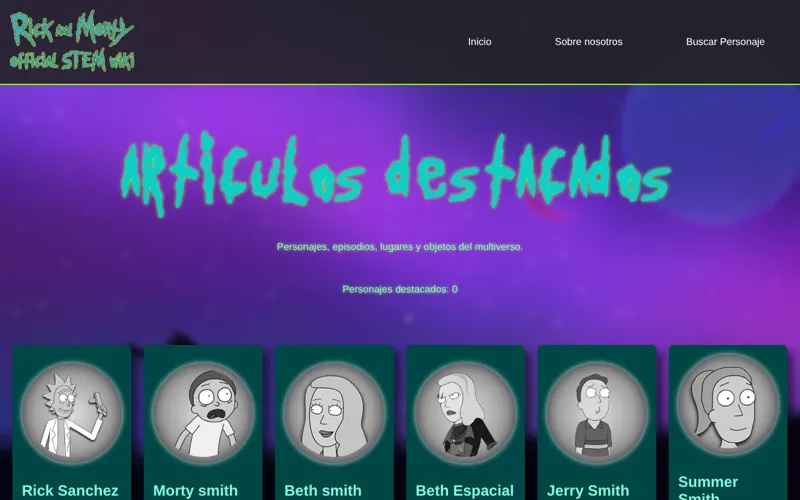 Rick and Morty
official STEM wiki
Inicio
Sobre nosotros
Buscar Personaje
Articulos destacados
Personajes, episodios, lugares y objetos del multiverso.
Personajes destacados: 0
Rick Sanchez
Morty smith
Beth smith
Beth Espacial
Jerry Smith
Summer
Smith